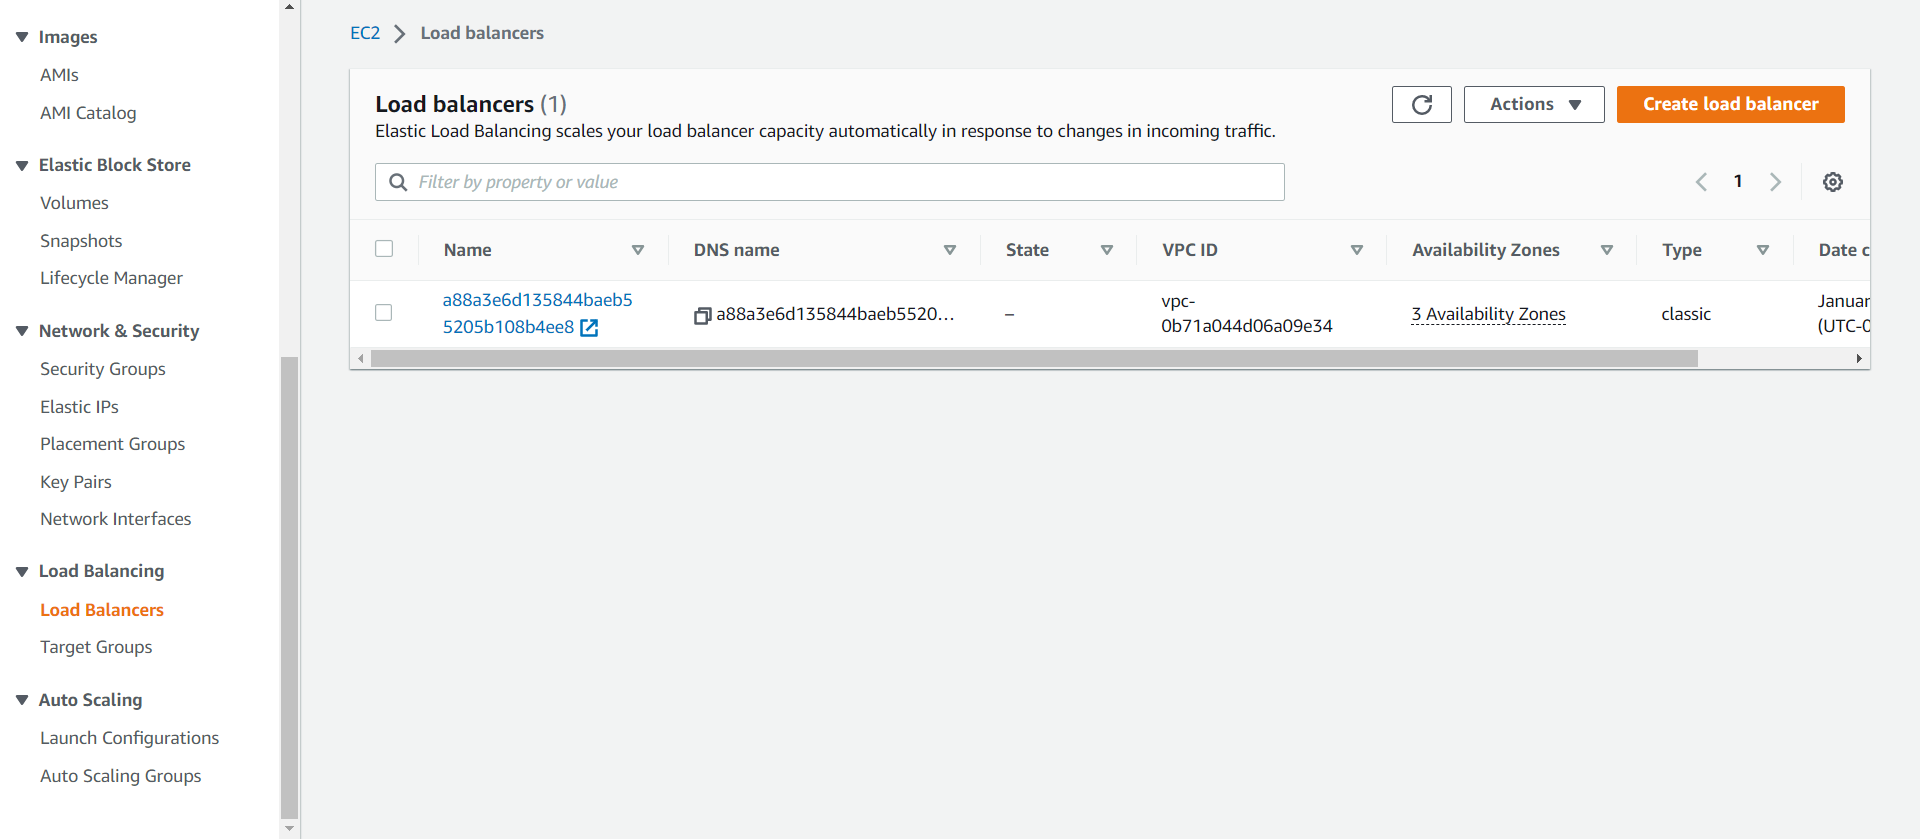 Images
AMIs
AMI Catalog
Elastic Block Store
Volumes
Snapshots
Lifecycle Manager
Network & Security
Security Groups
Elastic IPs
Placement Groups
Key Pairs
Network Interfaces
Load Balancing
Load Balancers
Target Groups
Auto Scaling
Launch Configurations
Auto Scaling Groups
EC2 Load balancers
Load balancers (1)
Actions
Create load balancer
Elastic Load Balancing scales your load balancer capacity automatically in response to changes in incoming traffic.
Filter by property or value
1
Name DNS name State VPC ID Availability Zones Type Date c
a88a3e6d135844baeb5
5205b108b4ee8
a88a3e6d135844baeb5520...
–
vpc-
0b71a044d06a09e34
3 Availability Zones
classic
Januar
(UTC-0